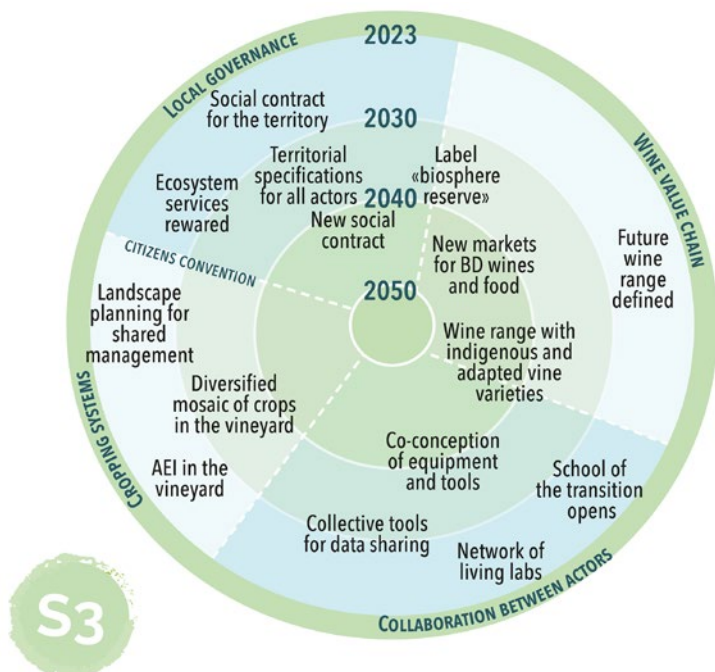 LOCAL GOVERNANCE
2023
Social contract
for the territory
2030
WINE VALUE CHAIN
Territorial
specifications
for all actors
Label
«biosphere
reserve»
Ecosystem
services
rewarded
2040
New social
contract
CITIZENS CONVENTION
New markets
for BD wines
and food
Future
wine
range
defined
2050
Landscape
planning for
shared
management
Wine range with
indigenous and
adapted vine
varieties
Diversified
mosaic of crops
in the vineyard
CROPPING SYSTEMS
AEI in the
vineyard
Co-conception
of equipment
and tools
School of
the transition
opens
Collective tools
for data sharing
Network of
living labs
COLLABORATION BETWEEN ACTORS
S3